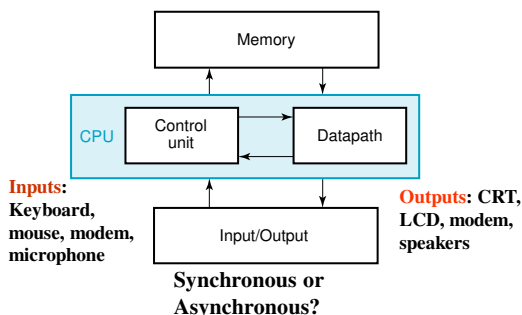 Memory
CPU
Control
unit
Datapath
Inputs:
Keyboard,
mouse, modem,
microphone
Input/Output
Outputs: CRT,
LCD, modem,
speakers
Synchronous or
Asynchronous?